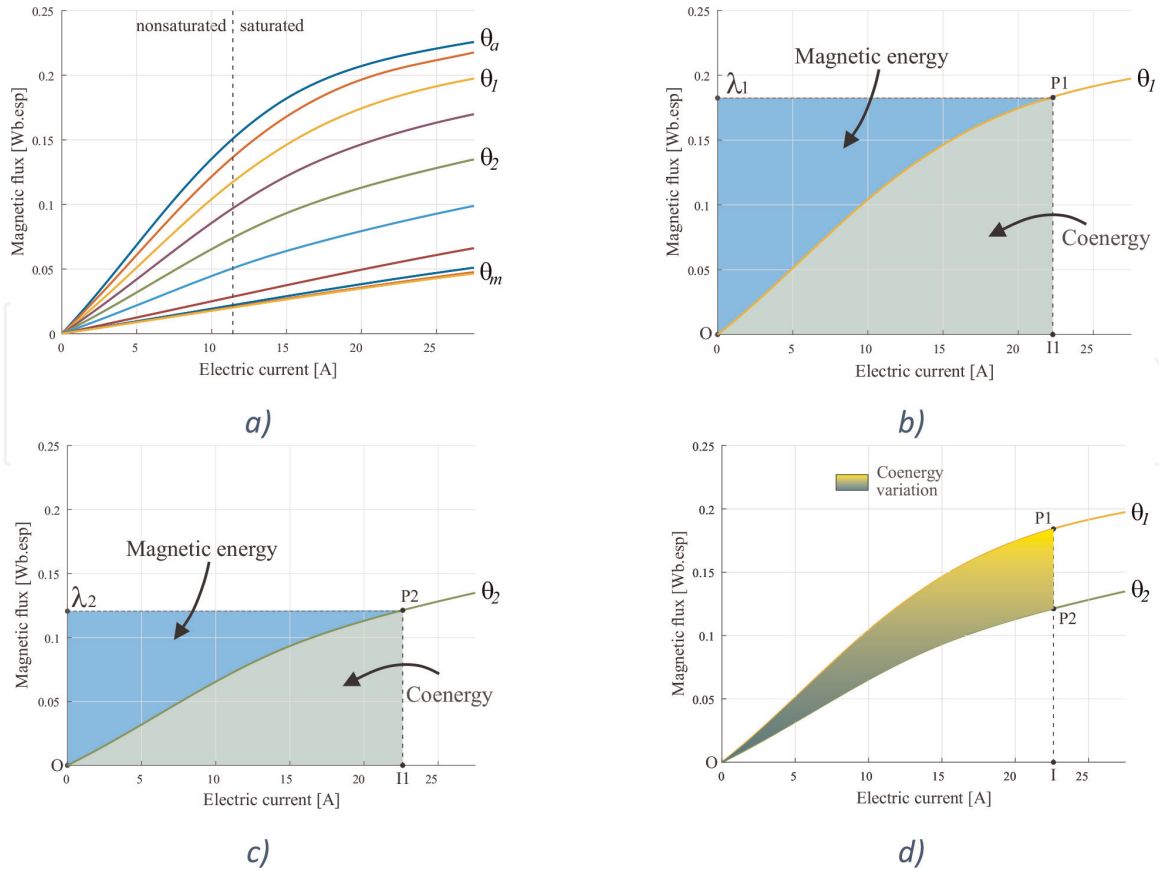 nonsaturated saturated
Magnetic flux [Wb.esp]
0.25
0.2
0.15
0.1
0.05
0
θa
θ1
θ2
θm
0 5 10 15 20 25
Electric current [A]
a)
Magnetic flux [Wb.esp]
0.25
0.2
0.15
0.1
0.05
O
λ1
Magnetic energy
P1
θ1
Coenergy
0 5 10 15 20 I1 25
Electric current [A]
b)
Magnetic flux [Wb.esp]
0.25
0.2
0.15
0.1
0.05
O
Magnetic energy
λ2
P2
θ2
Coenergy
0 5 10 15 20 I1 25
Electric current [A]
c)
Magnetic flux [Wb.esp]
0.25
0.2
0.15
0.1
0.05
O
Coenergy
variation
P1
θ1
θ2
P2
0 5 10 15 20 I 25
Electric current [A]
d)